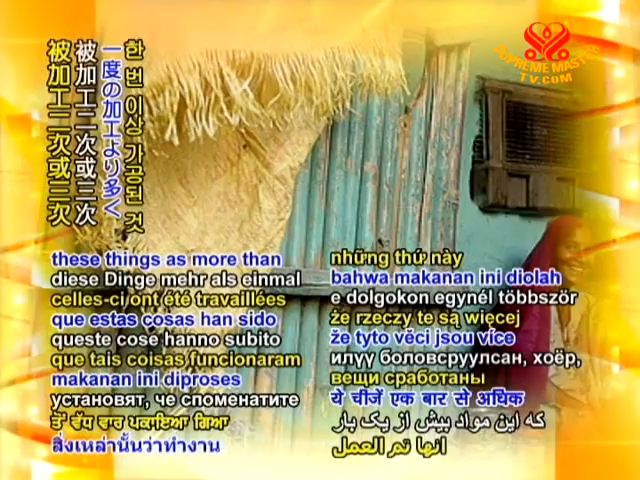 SUPREME MASTER
TV.COM
被加工二次或三次
被加工二次或三次
一度の加工より多く
한 번 이상 가공된 것
these things as more than
diese Dinge mehr als einmal
celles-ci ont été travaillées
que estas cosas han sido
queste cose hanno subito
que tais coisas funcionaram
makanan ini diproses
установят, че споменатите
ਤੋਂ ਵੱਧ ਵਾਰ ਪਕਾਇਆ ਗਿਆ
สิ่งเหล่านั้นว่าทำงาน
những thứ này
bahwa makanan ini diolah
e dolgokon egynél többször
że rzeczy te są więcej
že tyto věci jsou více
илүү боловсруулсан, хоёр,
вещи сработаны
ये चीजें एक बार से अधिक
که این مواد بیش از یک بار
انها تم العمل